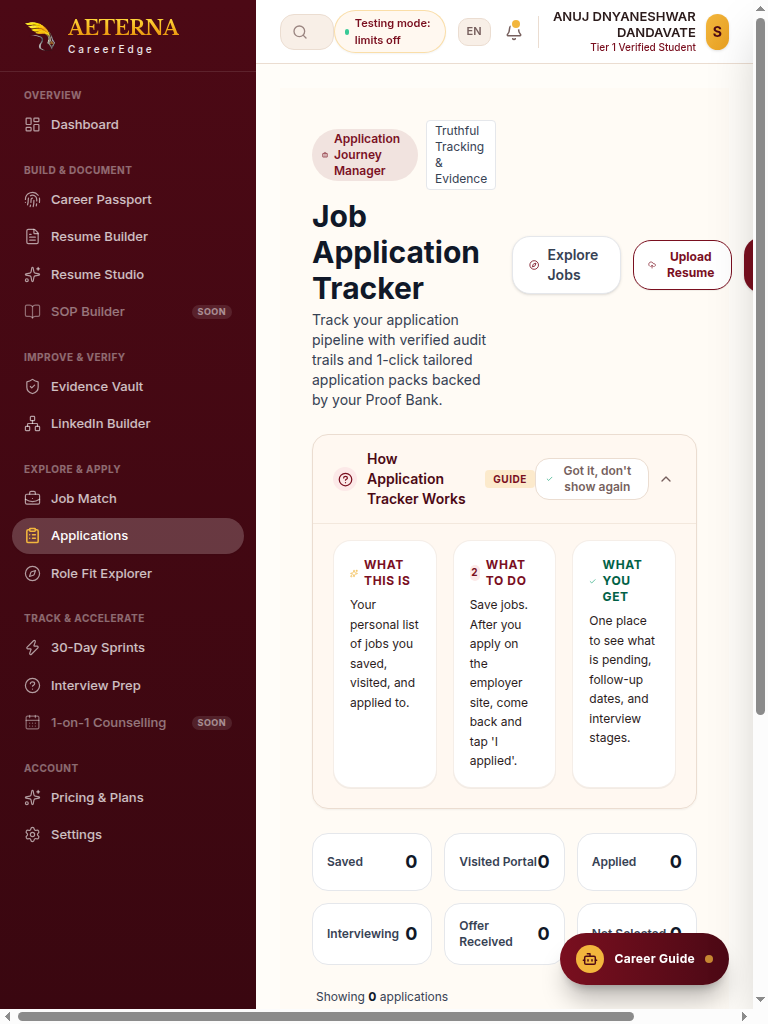 AETERNA
CareerEdge
OVERVIEW
Dashboard
BUILD & DOCUMENT
Career Passport
Resume Builder
Resume Studio
SOP Builder SOON
IMPROVE & VERIFY
Evidence Vault
LinkedIn Builder
EXPLORE & APPLY
Job Match
Applications
Role Fit Explorer
TRACK & ACCELERATE
30-Day Sprints
Interview Prep
1-on-1 Counselling SOON
ACCOUNT
Pricing & Plans
Settings
Testing mode:
limits off
EN
ANUJ DNYANESHWAR
DANDAVATE
Tier 1 Verified Student
S
Application
Journey
Manager
Truthful
Tracking
&
Evidence
Job
Application
Tracker
Track your application
pipeline with verified audit
trails and 1-click tailored
application packs backed
by your Proof Bank.
Explore
Jobs
Upload
Resume
How
Application
Tracker Works
GUIDE
Got it, don't
show again
WHAT
THIS IS
Your
personal list
of jobs you
saved,
visited, and
applied to.
2
WHAT
TO DO
Save jobs.
After you
apply on
the
employer
site, come
back and
tap 'I
applied'.
WHAT
YOU
GET
One place
to see what
is pending,
follow-up
dates, and
interview
stages.
Saved 0
Visited Portal 0
Applied 0
Interviewing 0
Offer
Received 0
Not Selected 0
Career Guide
Showing 0 applications